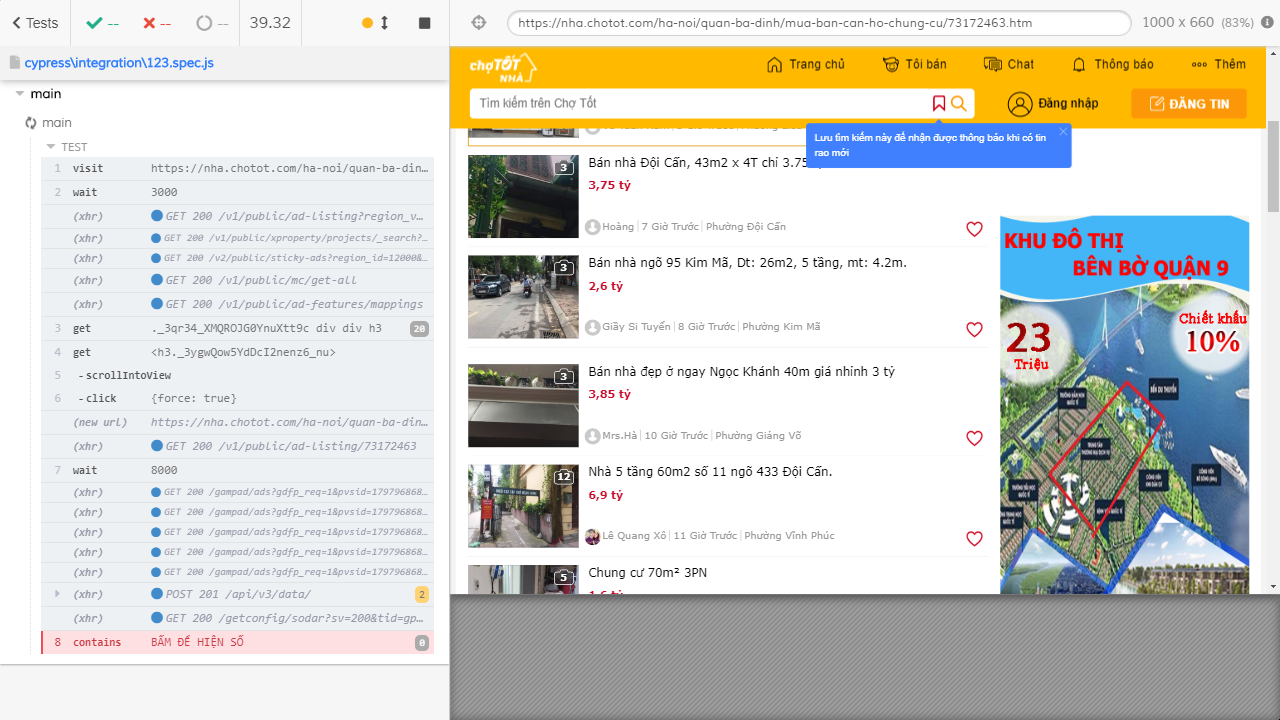 Tests
--
--
--
39.32
cypress\integration\123.spec.js
main
main
TEST
1 visit https://nha.chotot.com/ha-noi/quan-ba-din…
2 wait 3000
(xhr) GET 200 /v1/public/ad-listing?region_v…
(xhr) GET 200 /v1/public/xproperty/projects/_search?…
(xhr) GET 200 /v2/public/sticky-ads?region_id=12000&…
(xhr) GET 200 /v1/public/mc/get-all
(xhr) GET 200 /v1/public/ad-features/mappings
3 get ._3qr34_XMQROJG0YnuXtt9c div div h3 20
4 get <h3._3ygwQow5YdDcI2nenz6_nu>
5 -scrollIntoView
6 -click {force: true}
(new url) https://nha.chotot.com/ha-noi/quan-ba-din…
(xhr) GET 200 /v1/public/ad-listing/73172463
7 wait 8000
(xhr) GET 200 /gampad/ads?gdfp_req=1&pvsid=179796868…
(xhr) GET 200 /gampad/ads?gdfp_req=1&pvsid=179796868…
(xhr) GET 200 /gampad/ads?gdfp_req=1&pvsid=179796868…
(xhr) GET 200 /gampad/ads?gdfp_req=1&pvsid=179796868…
(xhr) GET 200 /gampad/ads?gdfp_req=1&pvsid=179796868…
(xhr) POST 201 /api/v3/data/ 2
(xhr) GET 200 /getconfig/sodar?sv=200&tid=gp…
8 contains BẤM ĐỂ HIỆN SỐ 0
https://nha.chotot.com/ha-noi/quan-ba-dinh/mua-ban-can-ho-chung-cu/73172463.htm
1000 x 660 (83%)
chợTỐT
NHÀ
Trang chủ
Tôi bán
Chat
Thông báo
Thêm
Tìm kiếm trên Chợ Tốt
Đăng nhập
ĐĂNG TIN
Lưu tìm kiếm này để nhận được thông báo khi có tin
rao mới
3
Bán nhà Đội Cấn, 43m2 x 4T chỉ 3.75
3,75 tỷ
Hoàng | 7 Giờ Trước | Phường Đội Cấn
3
Bán nhà ngõ 95 Kim Mã, Dt: 26m2, 5 tầng, mt: 4.2m.
2,6 tỷ
Giầy Si Tuyển | 8 Giờ Trước | Phường Kim Mã
3
Bán nhà đẹp ở ngay Ngọc Khánh 40m giá nhỉnh 3 tỷ
3,85 tỷ
Mrs.Hà | 10 Giờ Trước | Phường Giảng Võ
12
Nhà 5 tầng 60m2 số 11 ngõ 433 Đội Cấn.
6,9 tỷ
Lê Quang Xô | 11 Giờ Trước | Phường Vĩnh Phúc
5
Chung cư 70m² 3PN
1,6 tỷ
KHU ĐÔ THỊ
BÊN BỜ QUẬN 9
23
Triệu
Chiết khấu
10%
BẾN DU THUYỀN